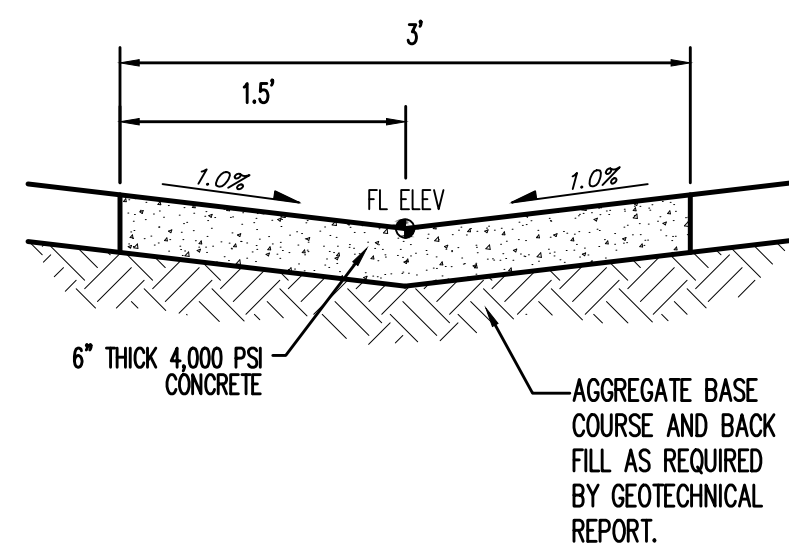 3'
1.5'
1.0%
1.0%
FL ELEV
6" THICK 4,000 PSI
CONCRETE
AGGREGATE BASE
COURSE AND BACK
FILL AS REQUIRED
BY GEOTECHNICAL
REPORT.